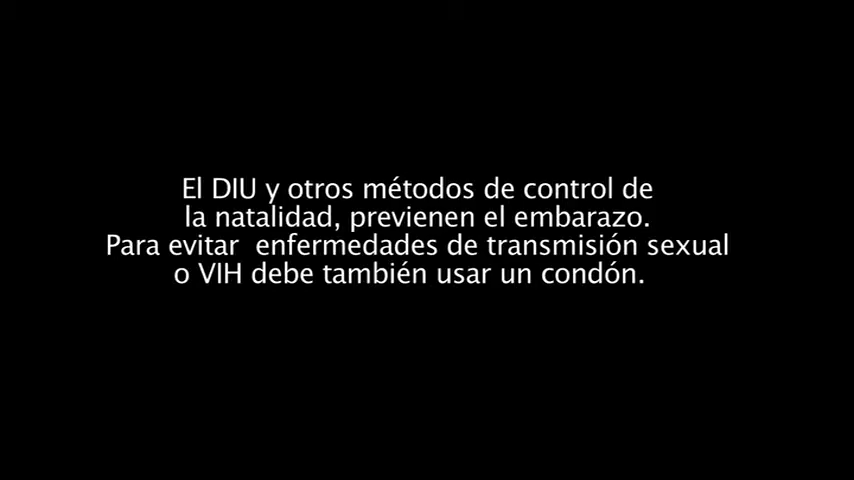 El DIU y otros métodos de control de
la natalidad, previenen el embarazo.
Para evitar  enfermedades de transmisión sexual
o VIH debe también usar un condón.